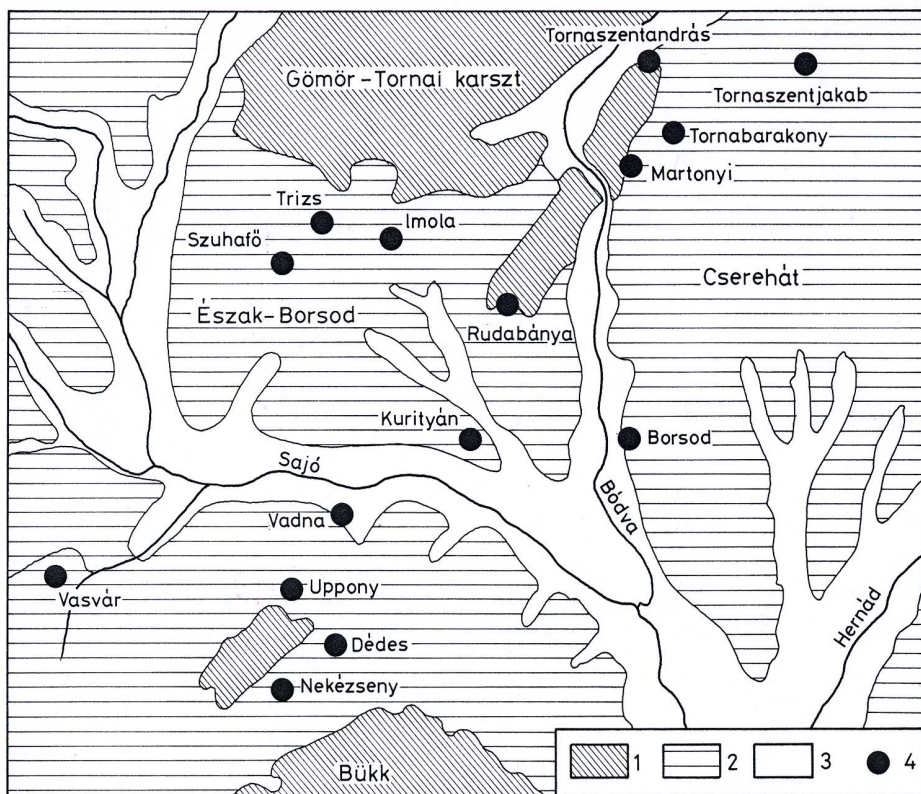 Tornaszentandrás
Gömör-Tornai karszt
Tornaszentjakab
Tornabarakony
Martonyi
Trizs
Imola
Szuhafő
Cserehát
Észak-Borsod
Rudabánya
Kurityán
Borsod
Sajó
Bódva
Vadna
Vasvár
Uppony
Hernád
Dédes
Nekézseny
Bükk
1 2 3 4